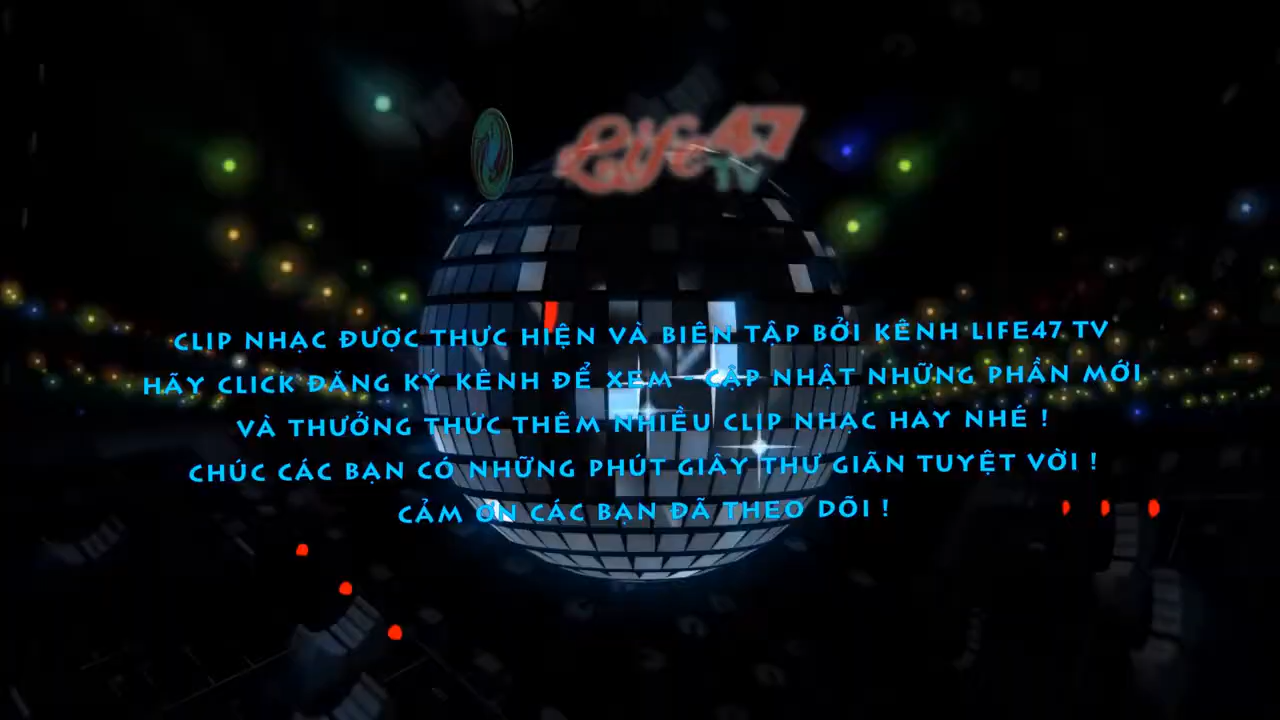 Life47
TV
CLIP NHẠC ĐƯỢC THỰC HIỆN VÀ BIÊN TẬP BỞI KÊNH LIFE47 TV
HÃY CLICK ĐĂNG KÝ KÊNH ĐỂ XEM - CẬP NHẬT NHỮNG PHẦN MỚI
VÀ THƯỞNG THỨC THÊM NHIỀU CLIP NHẠC HAY NHÉ !
CHÚC CÁC BẠN CÓ NHỮNG PHÚT GIÂY THƯ GIÃN TUYỆT VỜI !
CẢM ƠN CÁC BẠN ĐÃ THEO DÕI !